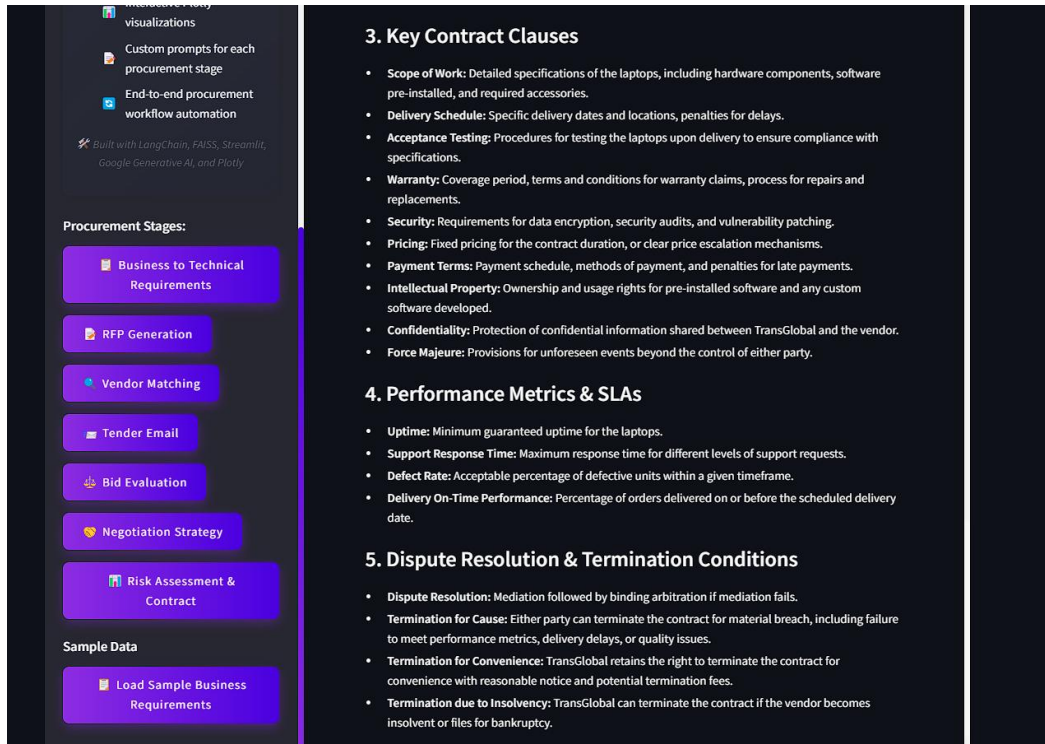 Interactive Plotly
visualizations
Custom prompts for each
procurement stage
End-to-end procurement
workflow automation
Built with LangChain, FAISS, Streamlit,
Google Generative AI, and Plotly
Procurement Stages:
Business to Technical
Requirements
RFP Generation
Vendor Matching
Tender Email
Bid Evaluation
Negotiation Strategy
Risk Assessment &
Contract
Sample Data
Load Sample Business
Requirements
3. Key Contract Clauses
• Scope of Work: Detailed specifications of the laptops, including hardware components, software
pre-installed, and required accessories.
• Delivery Schedule: Specific delivery dates and locations, penalties for delays.
• Acceptance Testing: Procedures for testing the laptops upon delivery to ensure compliance with
specifications.
• Warranty: Coverage period, terms and conditions for warranty claims, process for repairs and
replacements.
• Security: Requirements for data encryption, security audits, and vulnerability patching.
• Pricing: Fixed pricing for the contract duration, or clear price escalation mechanisms.
• Payment Terms: Payment schedule, methods of payment, and penalties for late payments.
• Intellectual Property: Ownership and usage rights for pre-installed software and any custom
software developed.
• Confidentiality: Protection of confidential information shared between TransGlobal and the vendor.
• Force Majeure: Provisions for unforeseen events beyond the control of either party.
4. Performance Metrics & SLAs
• Uptime: Minimum guaranteed uptime for the laptops.
• Support Response Time: Maximum response time for different levels of support requests.
• Defect Rate: Acceptable percentage of defective units within a given timeframe.
• Delivery On-Time Performance: Percentage of orders delivered on or before the scheduled delivery
date.
5. Dispute Resolution & Termination Conditions
• Dispute Resolution: Mediation followed by binding arbitration if mediation fails.
• Termination for Cause: Either party can terminate the contract for material breach, including failure
to meet performance metrics, delivery delays, or quality issues.
• Termination for Convenience: TransGlobal retains the right to terminate the contract for
convenience with reasonable notice and potential termination fees.
• Termination due to Insolvency: TransGlobal can terminate the contract if the vendor becomes
insolvent or files for bankruptcy.